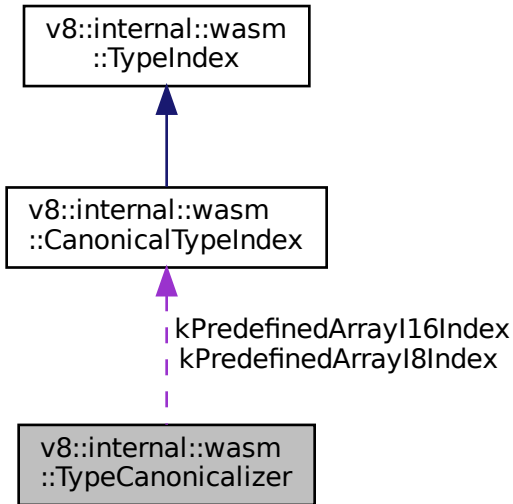 v8::internal::wasm
::TypeIndex
v8::internal::wasm
::CanonicalTypeIndex
kPredefinedArrayI16Index
kPredefinedArrayI8Index
v8::internal::wasm
::TypeCanonicalizer